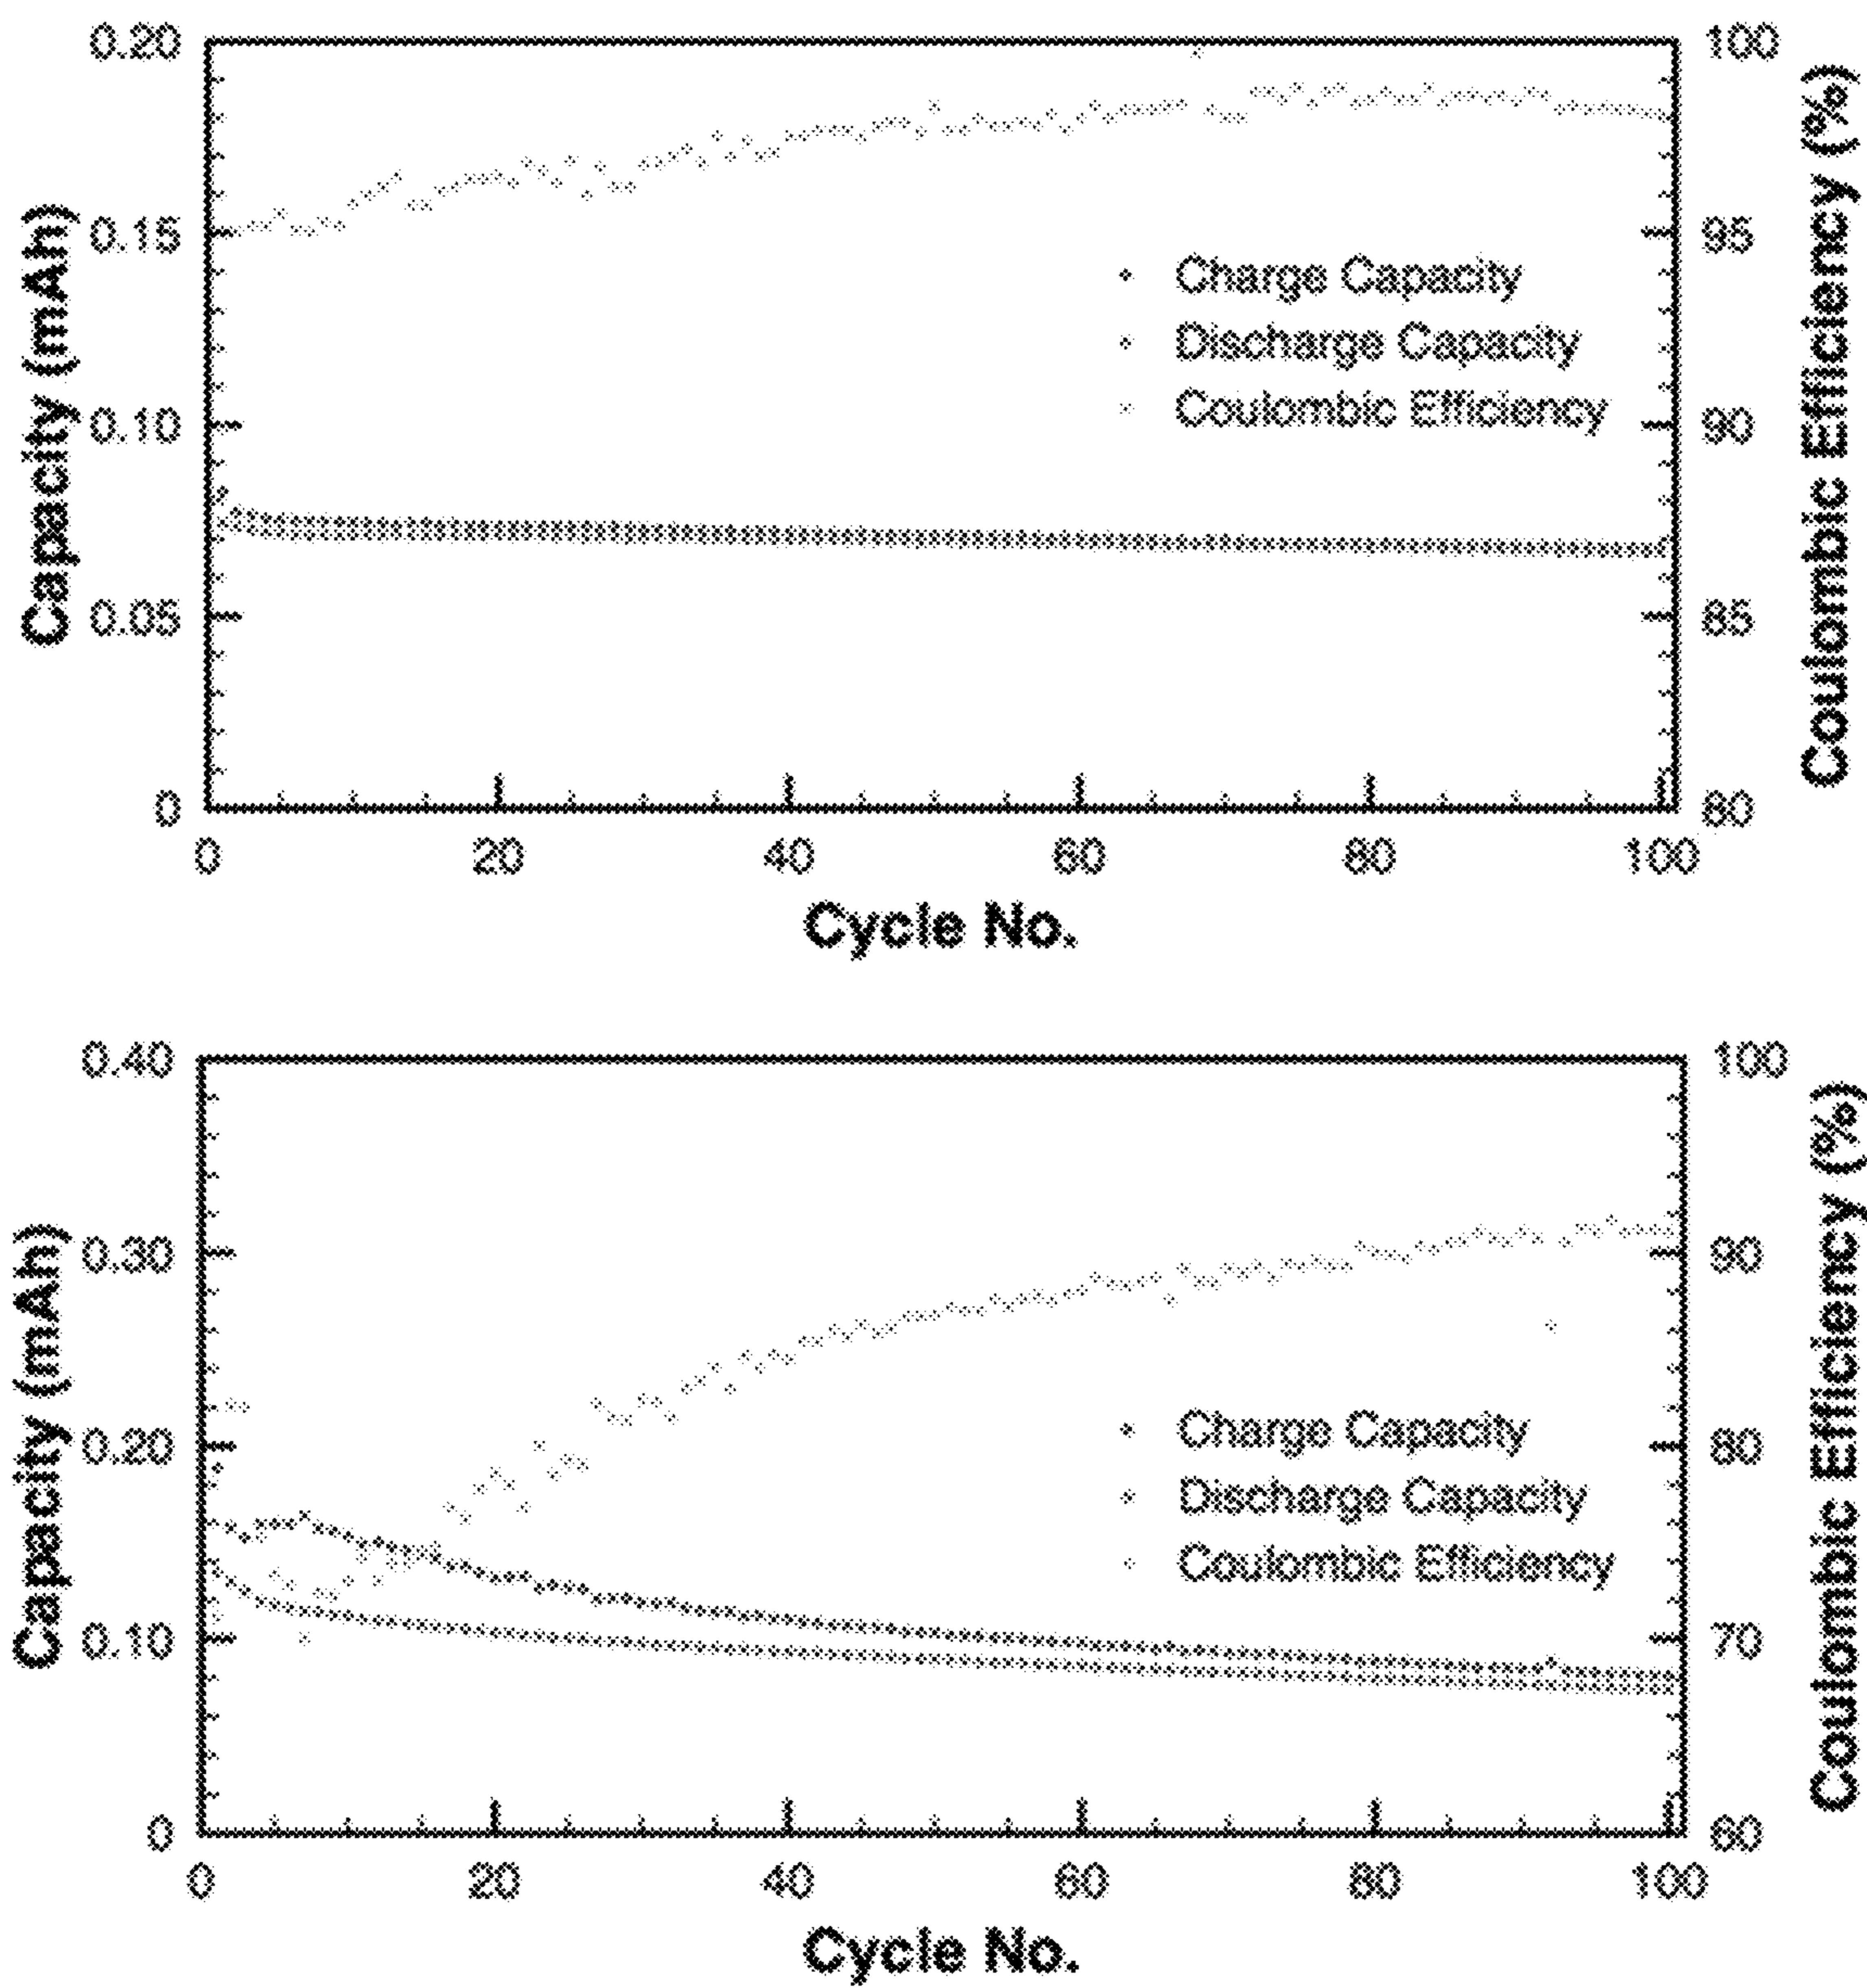 0.20
0.15
0.10
0.05
0
Capacity (mAh)
100
95
90
85
80
Coulombic Efficiency (%)
Charge Capacity
Discharge Capacity
Coulombic Efficiency
0 20 40 60 80 100
Cycle No.
0.40
0.30
0.20
0.10
0
Capacity (mAh)
100
90
80
70
60
Coulombic Efficiency (%)
Charge Capacity
Discharge Capacity
Coulombic Efficiency
0 20 40 60 80 100
Cycle No.